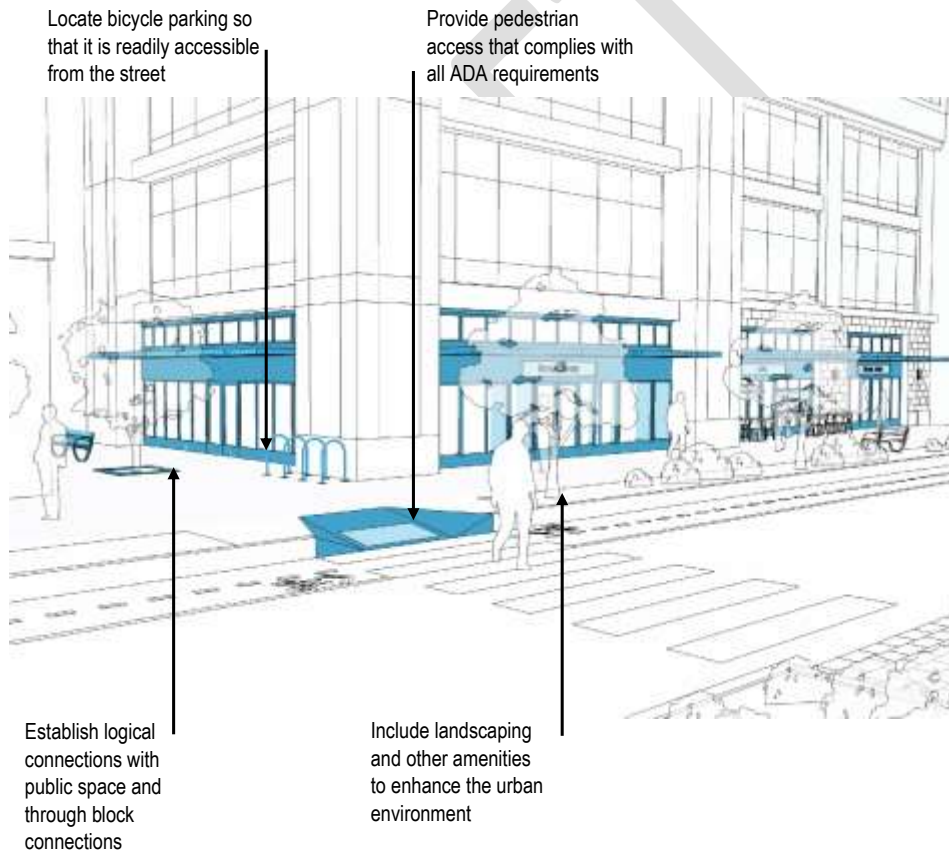 Locate bicycle parking so
that it is readily accessible
from the street
Provide pedestrian
access that complies with
all ADA requirements
Establish logical
connections with
public space and
through block
connections
Include landscaping
and other amenities
to enhance the urban
environment